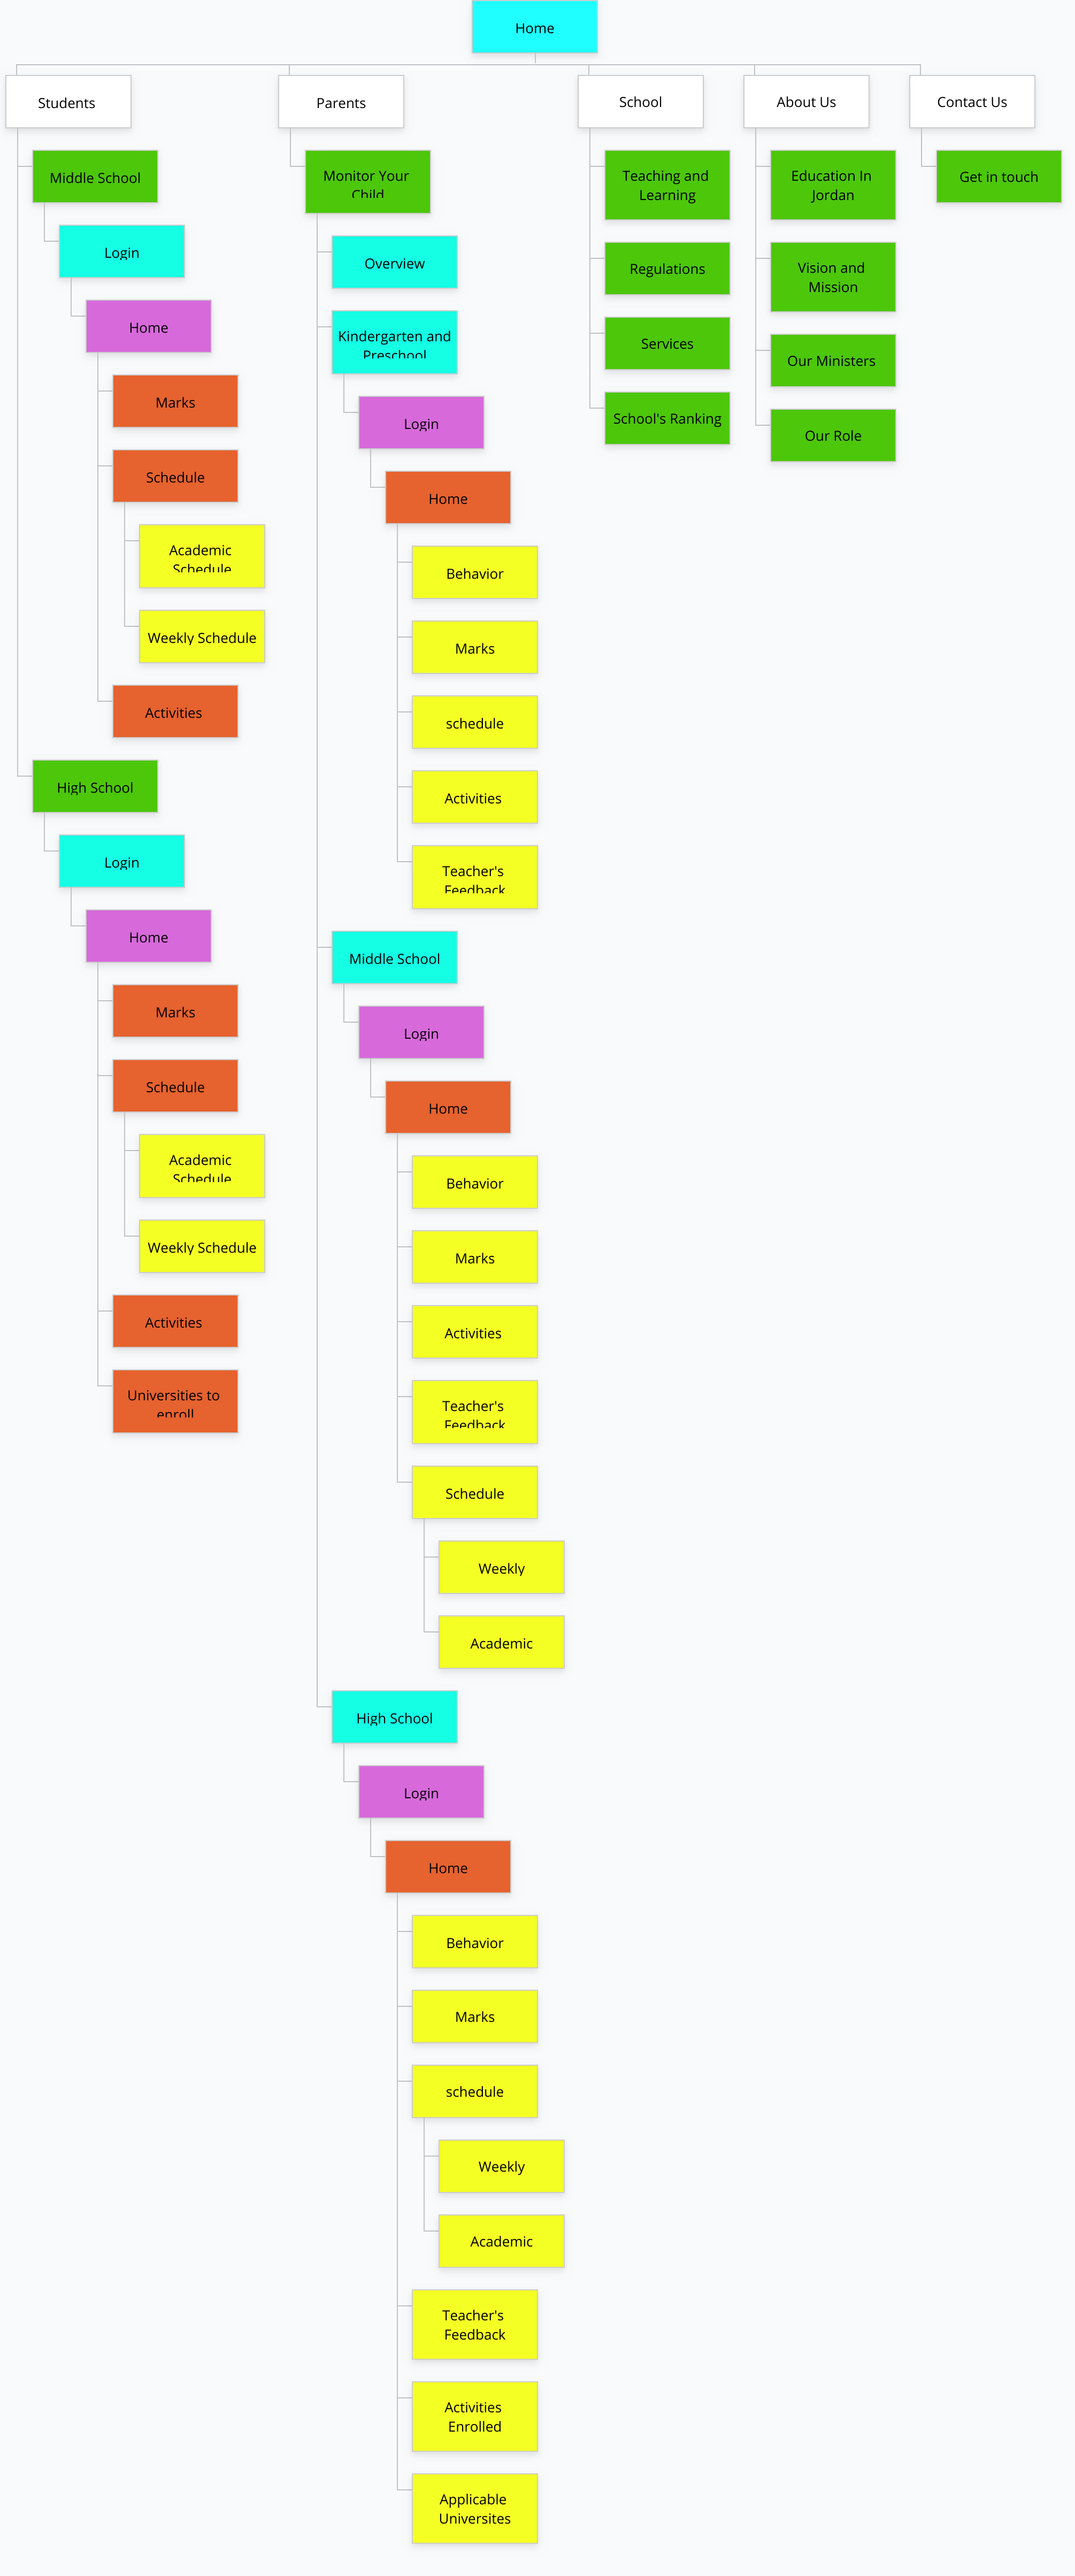 Home
Students
Parents
School
About Us
Contact Us
Middle School
Login
Home
Marks
Schedule
Academic
Schedule
Weekly Schedule
Activities
High School
Login
Home
Marks
Schedule
Academic
Schedule
Weekly Schedule
Activities
Universities to
enroll
Monitor Your
Child
Overview
Kindergarten and
Preschool
Login
Home
Behavior
Marks
schedule
Activities
Teacher's
Feedback
Middle School
Login
Home
Behavior
Marks
Activities
Teacher's
Feedback
Schedule
Weekly
Academic
High School
Login
Home
Behavior
Marks
schedule
Weekly
Academic
Teacher's
Feedback
Activities
Enrolled
Applicable
Universites
Teaching and
Learning
Regulations
Services
School's Ranking
Education In
Jordan
Vision and
Mission
Our Ministers
Our Role
Get in touch